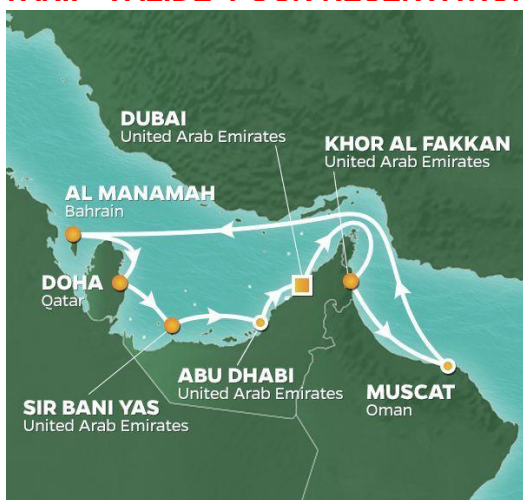 DUBAI
United Arab Emirates
KHOR AL FAKKAN
United Arab Emirates
AL MANAMAH
Bahrain
DOHA
Qatar
ABU DHABI
United Arab Emirates
SIR BANI YAS
United Arab Emirates
MUSCAT
Oman